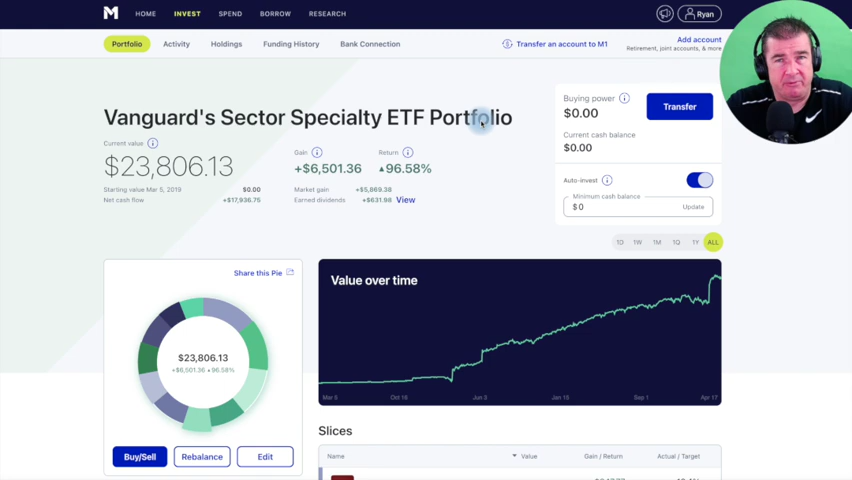 M HOME INVEST SPEND BORROW RESEARCH Ryan
Portfolio Activity Holdings Funding History Bank Connection Transfer an account to M1 Add account
Retirement, joint accounts, & more
Vanguard's Sector Specialty ETF Portfolio
Current value
$23,806.13
Starting value Mar 5, 2019 $0.00
Net cash flow +$17,936.75
Gain Return
+$6,501.36 ▲96.58%
Market gain +$5,869.38
Earned dividends +$631.98 View
Buying power
$0.00
Transfer
Current cash balance
$0.00
Auto-invest
Minimum cash balance
$0 Update
1D 1W 1M 1Q 1Y ALL
Share this Pie
$23,806.13
+$6,501.36 ▲96.58%
Buy/Sell Rebalance Edit
Value over time
Mar 5 Oct 16 Jun 3 Jan 16 Sep 1 Apr 17
Slices
Name Value Gain / Return Actual / Target